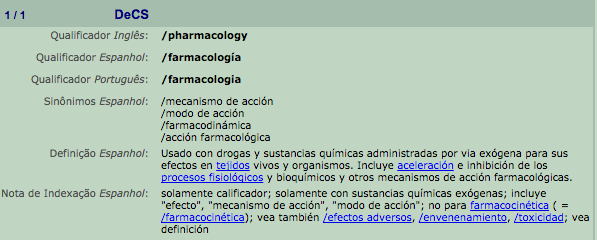 1 / 1 DeCS
Qualificador Inglês: /pharmacology
Qualificador Espanhol: /farmacología
Qualificador Português: /farmacologia
Sinônimos Espanhol: /mecanismo de acción
/modo de acción
/farmacodinámica
/acción farmacológica
Definição Espanhol: Usado con drogas y sustancias químicas administradas por via exógena para sus
efectos en tejidos vivos y organismos. Incluye aceleración e inhibición de los
procesos fisiológicos y bioquímicos y otros mecanismos de acción farmacológicas.
Nota de Indexação Espanhol: solamente calificador; solamente con sustancias químicas exógenas; incluye
"efecto", "mecanismo de acción", "modo de acción"; no para farmacocinética ( =
/farmacocinética); vea también /efectos adversos, /envenenamiento, /toxicidad; vea
definición